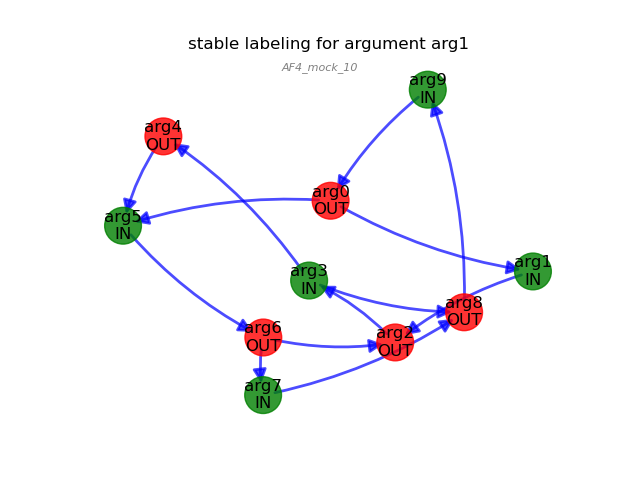 stable labeling for argument arg1
AF4_mock_10
arg9
IN
arg4
OUT
arg0
OUT
arg5
IN
arg1
IN
arg3
IN
arg8
OUT
arg6
OUT
arg2
OUT
arg7
IN